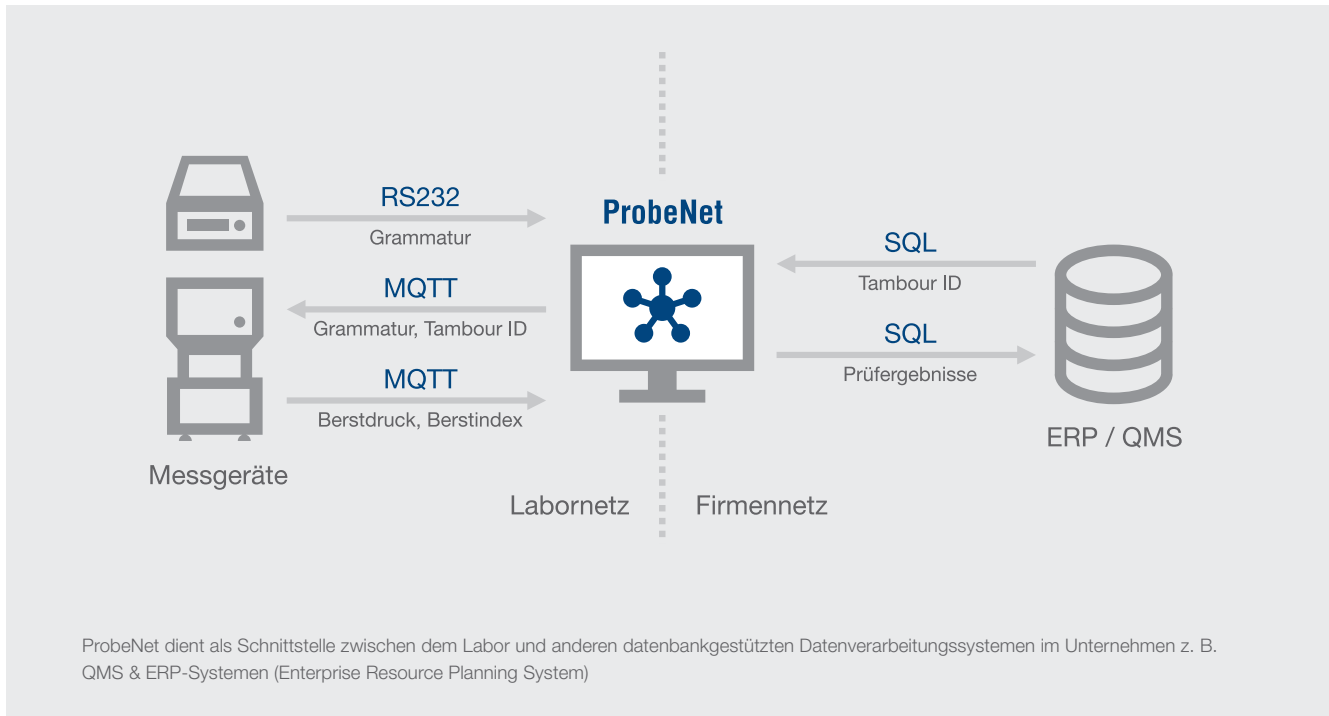 RS232
Grammatur
MQTT
Grammatur, Tambour ID
MQTT
Berstdruck, Berstindex
Messgeräte
ProbeNet
SQL
Tambour ID
SQL
Prüfergebnisse
ERP / QMS
Labornetz
Firmennetz
ProbeNet dient als Schnittstelle zwischen dem Labor und anderen datenbankgestützten Datenverarbeitungssystemen im Unternehmen z. B.
QMS & ERP-Systemen (Enterprise Resource Planning System)